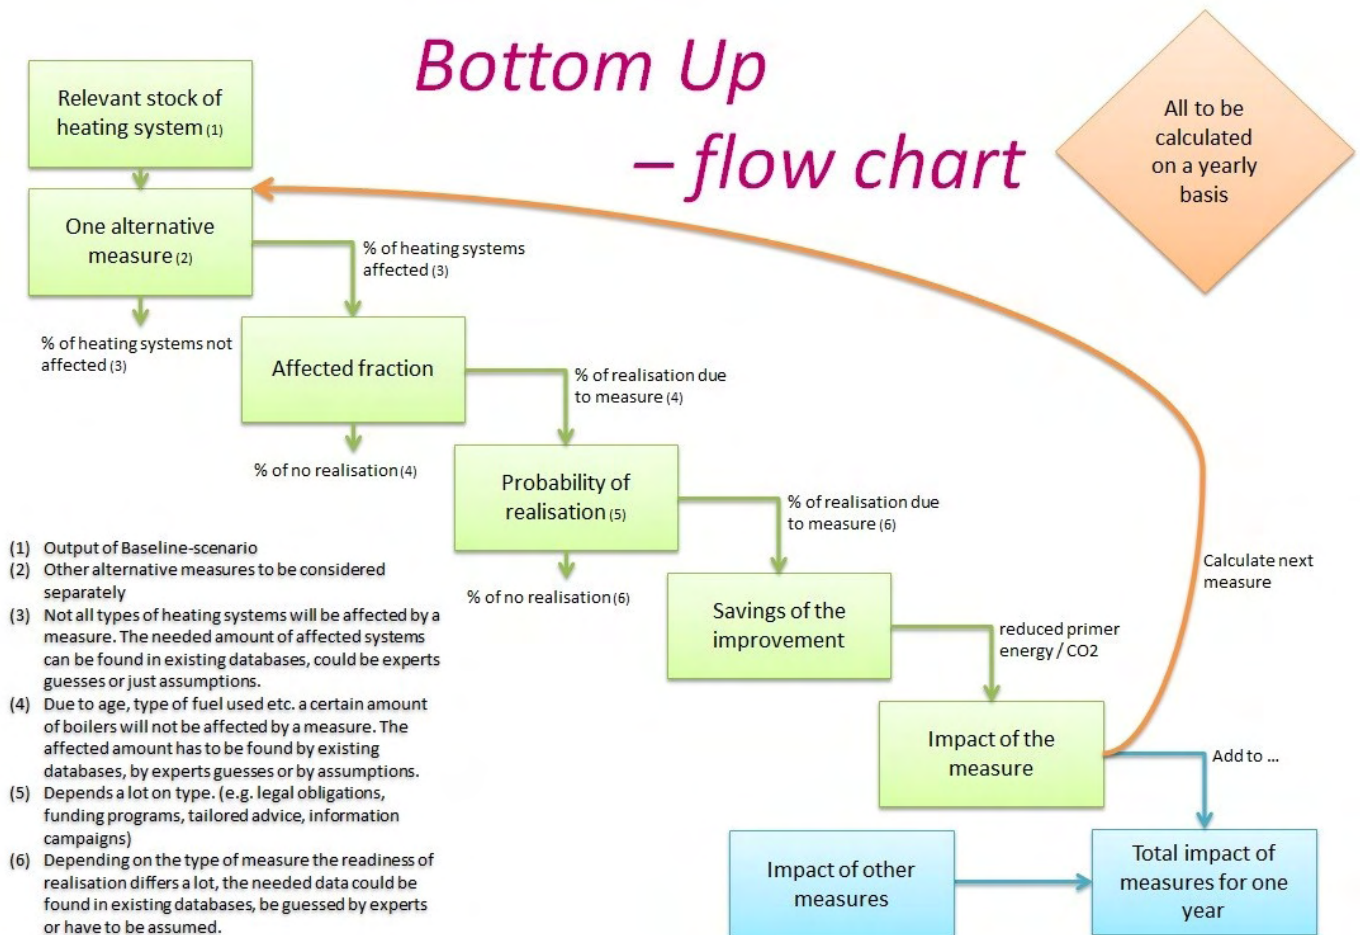 Bottom Up
– flow chart
All to be
calculated
on a yearly
basis
Relevant stock of
heating system (1)
One alternative
measure (2)
% of heating systems
affected (3)
% of heating systems not
affected (3)
Affected fraction
% of realisation due
to measure (4)
% of no realisation (4)
Probability of
realisation (5)
% of realisation due
to measure (6)
% of no realisation (6)
Savings of the
improvement
reduced primer
energy / CO2
Calculate next
measure
Impact of the
measure
Add to ...
Impact of other
measures
Total impact of
measures for one
year
(1) Output of Baseline-scenario
(2) Other alternative measures to be considered
separately
(3) Not all types of heating systems will be affected by a
measure. The needed amount of affected systems
can be found in existing databases, could be experts
guesses or just assumptions.
(4) Due to age, type of fuel used etc. a certain amount
of boilers will not be affected by a measure. The
affected amount has to be found by existing
databases, by experts guesses or by assumptions.
(5) Depends a lot on type. (e.g. legal obligations,
funding programs, tailored advice, information
campaigns)
(6) Depending on the type of measure the readiness of
realisation differs a lot, the needed data could be
found in existing databases, be guessed by experts
or have to be assumed.